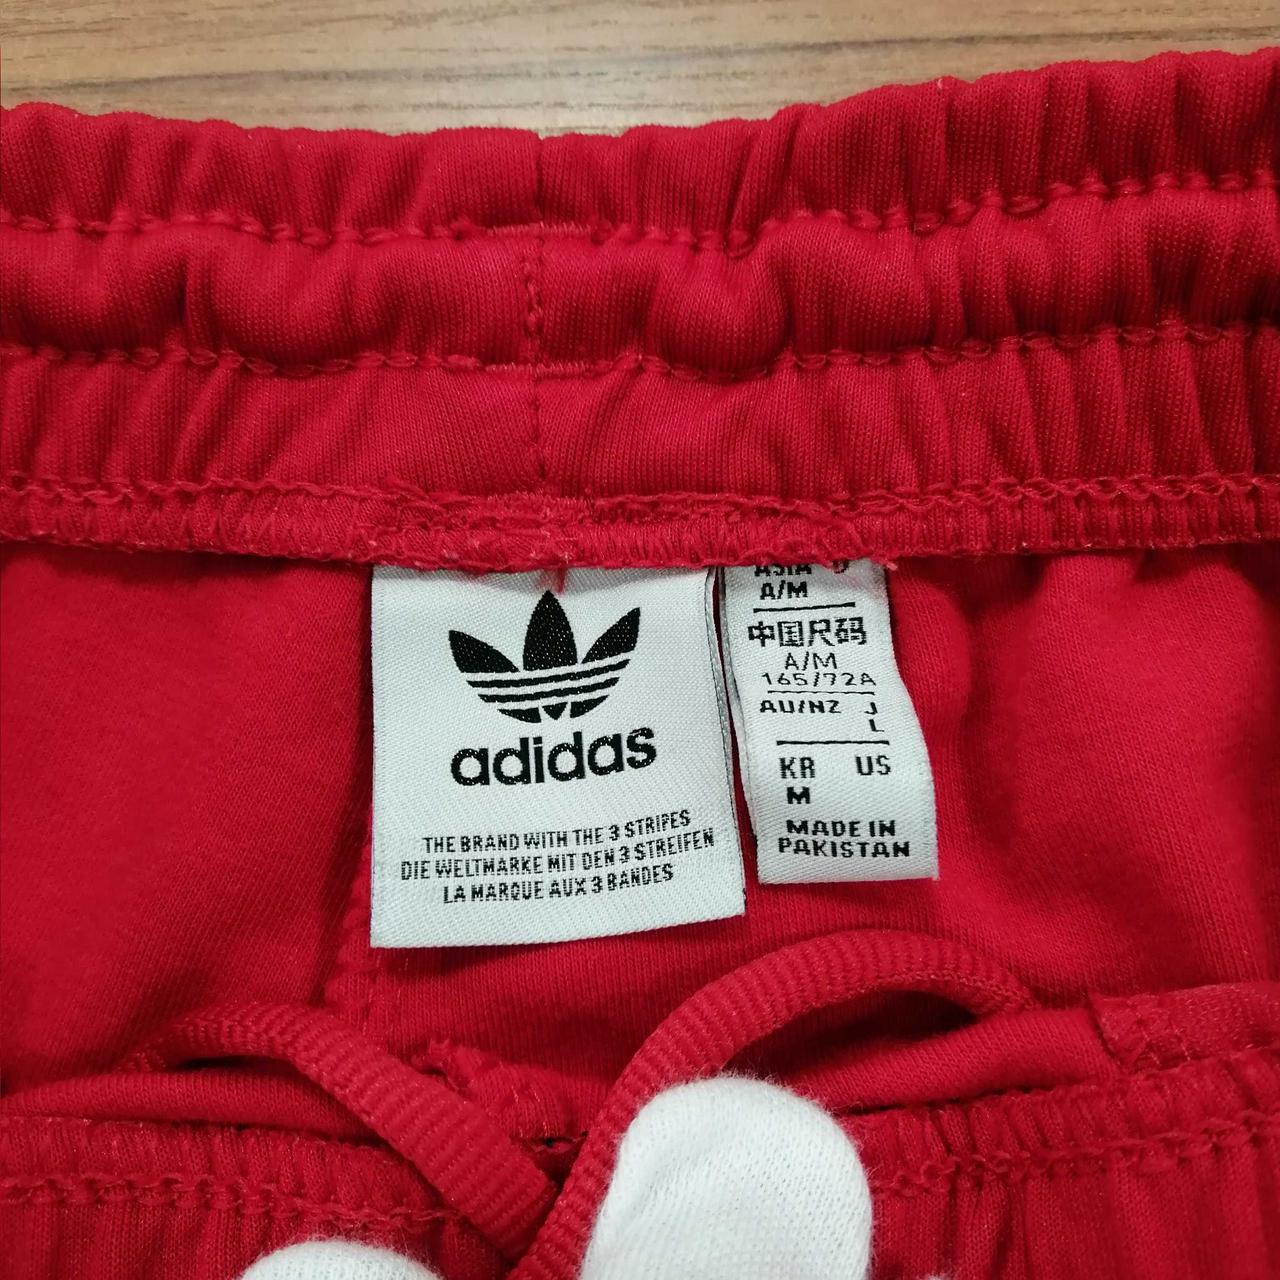 adidas
THE BRAND WITH THE 3 STRIPES
DIE WELTMARKE MIT DEN 3 STREIFEN
LA MARQUE AUX 3 BANDES
ASIA
A/M
中国尺码
A/M
165/72A
AU/NZ J
L
KR US
M
MADE IN
PAKISTAN